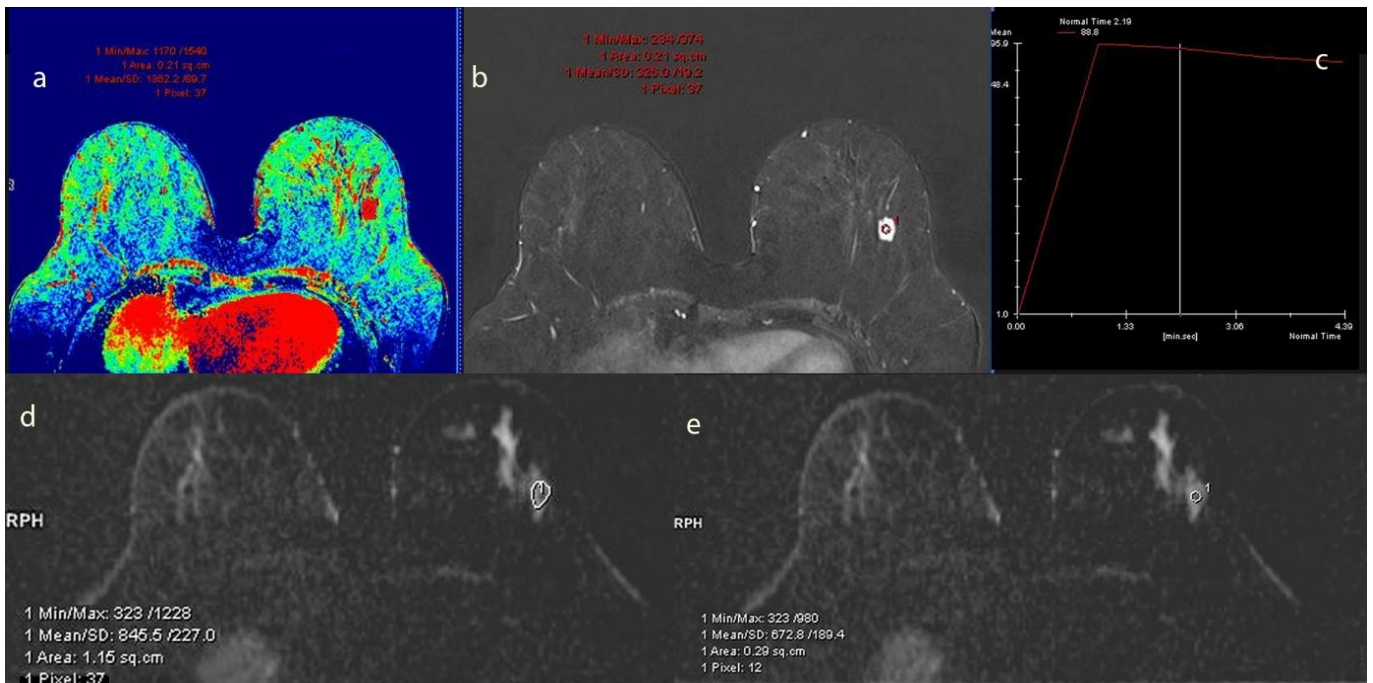 a
1 Min/Max: 1170 /1540
1 Area: 0.21 sq.cm
1 Mean/SD: 1362.2 /89.7
1 Pixel: 37
b
1 Min/Max: 284/374
1 Area: 0.21 sq.cm
1 Mean/SD: 325.0 /19.2
1 Pixel: 37
1
c
Normal Time 2.19
88.8
Mean
95.9
48.4
1.0
0.00
1.33
3.06
4.39
[min.sec]
Normal Time
d
RPH
1
1 Min/Max: 323 /1228
1 Mean/SD: 845.5 /227.0
1 Area: 1.15 sq.cm
1 Pixel: 37
e
RPH
1
1 Min/Max: 323 /980
1 Mean/SD: 672.8 /189.4
1 Area: 0.29 sq.cm
1 Pixel: 12